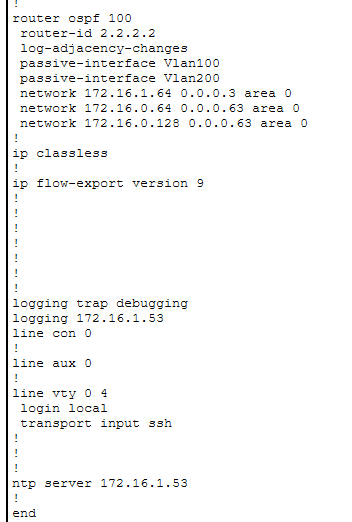 !
router ospf 100
 router-id 2.2.2.2
 log-adjacency-changes
 passive-interface Vlan100
 passive-interface Vlan200
 network 172.16.1.64 0.0.0.3 area 0
 network 172.16.0.64 0.0.0.63 area 0
 network 172.16.0.128 0.0.0.63 area 0
!
ip classless
!
ip flow-export version 9
!
!
!
!
!
!
!
logging trap debugging
logging 172.16.1.53
line con 0
!
line aux 0
!
line vty 0 4
 login local
 transport input ssh
!
!
!
ntp server 172.16.1.53
!
end